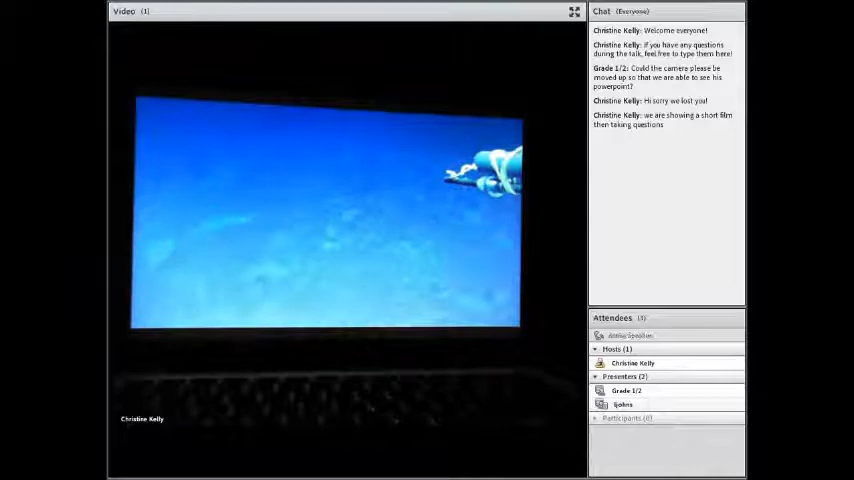 Video (1)
Chat (Everyone)
Christine Kelly: Welcome everyone!
Christine Kelly: If you have any questions
during the talk, feel free to type them here!
Grade 1/2: Could the camera please be
moved up so that we are able to see his
powerpoint?
Christine Kelly: Hi sorry we lost you!
Christine Kelly: we are showing a short film
then taking questions
Attendees (3)
Active Speakers
Hosts (1)
Christine Kelly
Presenters (2)
Grade 1/2
Participants (0)
Christine Kelly